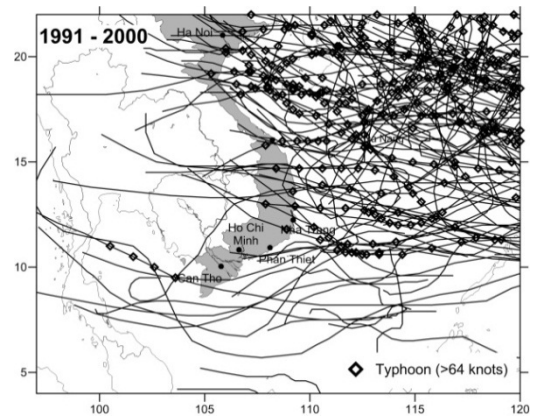 1991 - 2000
Ha Noi
20
15
Ho Chi
Minh
Nha Trang
Phan Thiet
10
Can Tho
5
Typhoon (>64 knots)
100 105 110 115 120